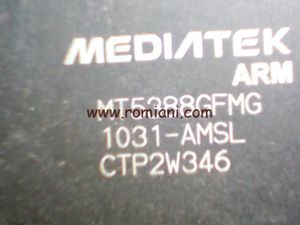 MEDIATEK
ARM
MT5388GFMG
www.romiani.com
1031-AMSL
CTP2W346